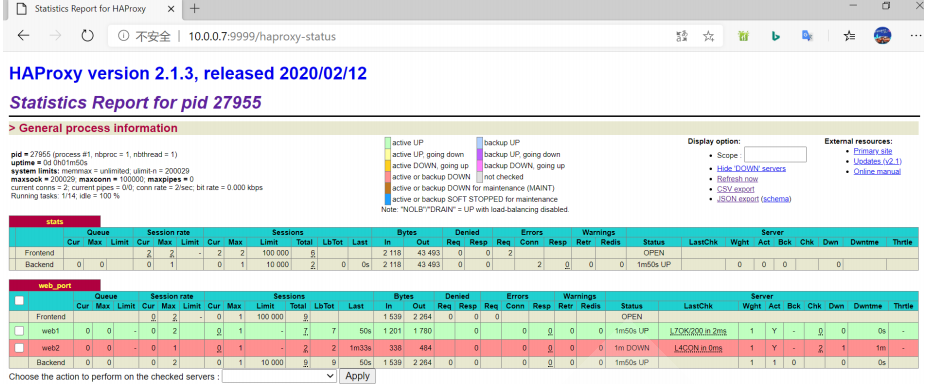 Statistics Report for HAProxy
不安全 | 10.0.0.7:9999/haproxy-status
HAProxy version 2.1.3, released 2020/02/12
Statistics Report for pid 27955
> General process information
pid = 27955 (process #1, nbproc = 1, nbthread = 1)
uptime = 0d 0h01m50s
system limits: memmax = unlimited; ulimit-n = 200029
maxsock = 200029; maxconn = 100000; maxpipes = 0
current conns = 2; current pipes = 0/0; conn rate = 2/sec; bit rate = 0.000 kbps
Running tasks: 1/14; idle = 100 %
active UP backup UP
active UP, going down backup UP, going down
active DOWN, going up backup DOWN, going up
active or backup DOWN not checked
active or backup DOWN for maintenance (MAINT)
active or backup SOFT STOPPED for maintenance
Note: "NOLB"/"DRAIN" = UP with load-balancing disabled.
Display option:
Scope :
Hide 'DOWN' servers
Refresh now
CSV export
JSON export (schema)
External resources:
Primary site
Updates (v2.1)
Online manual
stats
Queue Session rate Sessions Bytes Denied Errors Warnings Server
Cur Max Limit Cur Max Limit Cur Max Limit Total LbTot Last In Out Req Resp Req Conn Resp Retr Redis Status LastChk Wght Act Bck Chk Dwn Dwntme Thrtle
Frontend 2 2 - 2 2 100 000 6 2 118 43 493 0 0 2 OPEN
Backend 0 0 0 1 0 1 10 000 2 0 0s 2 118 43 493 0 0 2 0 0 0 1m50s UP 0 0 0 0
web_port
Queue Session rate Sessions Bytes Denied Errors Warnings Server
Cur Max Limit Cur Max Limit Cur Max Limit Total LbTot Last In Out Req Resp Req Conn Resp Retr Redis Status LastChk Wght Act Bck Chk Dwn Dwntme Thrtle
Frontend 0 2 - 0 1 100 000 9 1 539 2 264 0 0 0 OPEN
web1 0 0 - 0 2 0 1 - 7 7 50s 1 201 1 780 0 0 0 0 0 1m50s UP L7OK/200 in 2ms 1 Y - 0 0 0s -
web2 0 0 - 0 1 0 1 - 2 2 1m33s 338 484 0 0 0 0 0 1m DOWN L4CON in 0ms 1 Y - 2 1 1m -
Backend 0 0 0 2 0 1 10 000 9 9 50s 1 539 2 264 0 0 0 0 0 0 1m50s UP 1 1 0 0 0s
Choose the action to perform on the checked servers : Apply